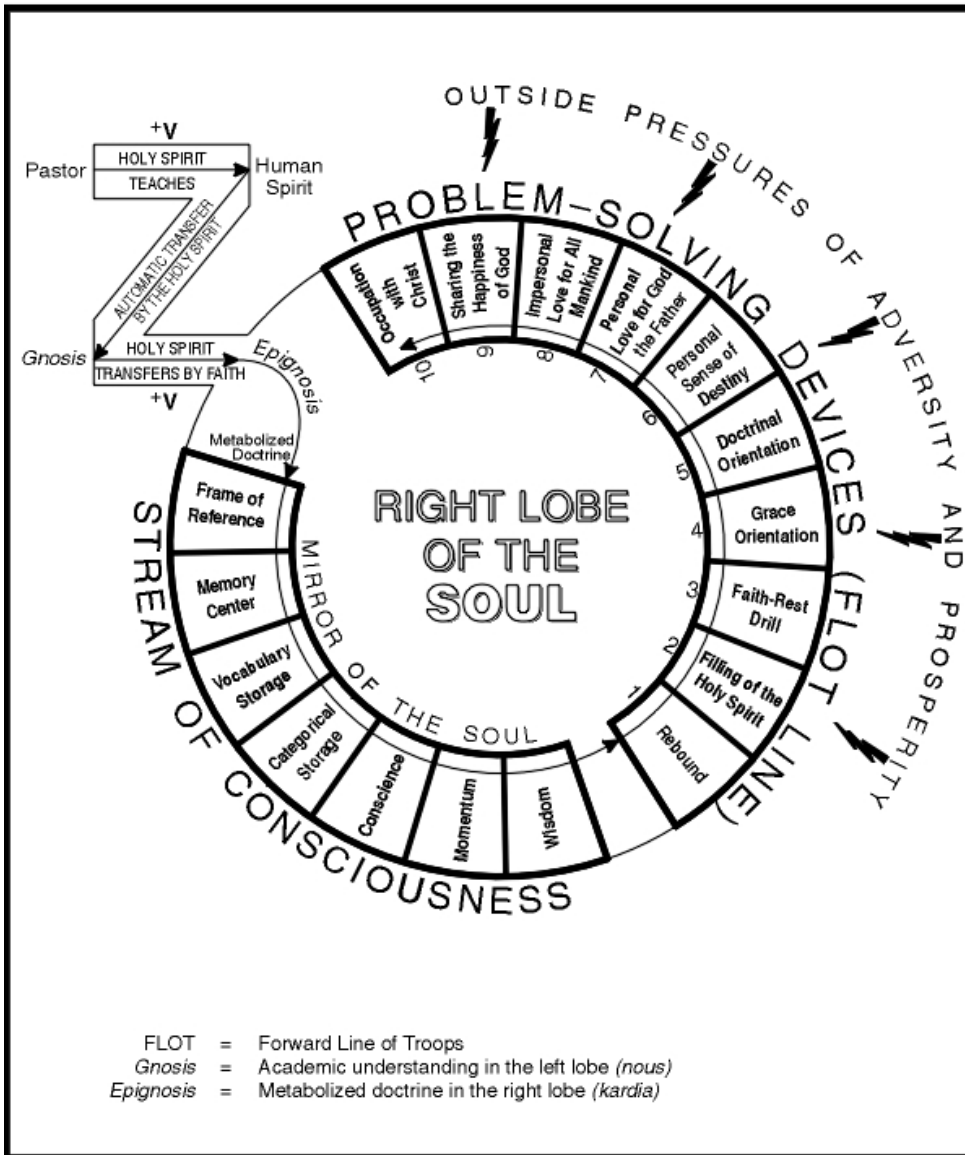 OUTSIDE PRESSURES OF ADVERSITY AND PROSPERITY
+V
Pastor
HOLY SPIRIT
TEACHES
Human
Spirit
AUTOMATIC TRANSFER
BY THE HOLY SPIRIT
Gnosis
HOLY SPIRIT
TRANSFERS BY FAITH
+V
Epignosis
Metabolized
Doctrine
PROBLEM-SOLVING DEVICES (FLOT LINE)
Occupation
with
Christ
10
Sharing the
Happiness
of God
9
Impersonal
Love for All
Mankind
8
Personal
Love for God
the Father
7
Personal
Sense of
Destiny
6
Doctrinal
Orientation
5
Grace
Orientation
4
Faith-Rest
Drill
3
Filling of the
Holy Spirit
2
Rebound
1
RIGHT LOBE
OF THE
SOUL
MIRROR OF THE SOUL
STREAM OF CONSCIOUSNESS
Frame of
Reference
Memory
Center
Vocabulary
Storage
Categorical
Storage
Conscience
Momentum
Wisdom
FLOT = Forward Line of Troops
Gnosis = Academic understanding in the left lobe (nous)
Epignosis = Metabolized doctrine in the right lobe (kardia)